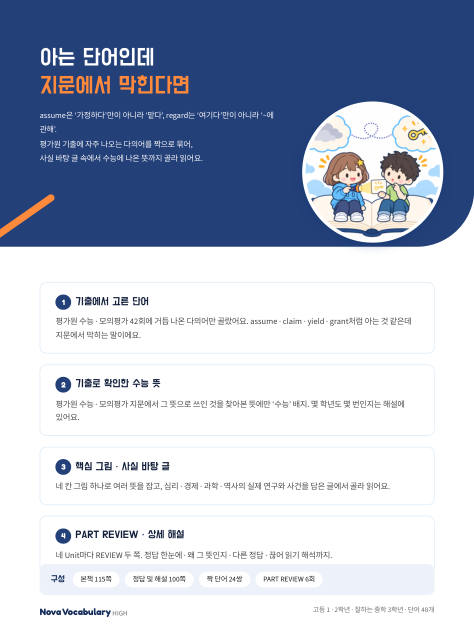 아는 단어인데
지문에서 막힌다면
assume은 '가정하다'만이 아니라 '맡다', regard는 '여기다'만이 아니라 '~에
관해'.
평가원 기출에 자주 나오는 다의어를 짝으로 묶어,
사실 바탕 글 속에서 수능에 나온 뜻까지 골라 읽어요.
1 기출에서 고른 단어
평가원 수능 · 모의평가 42회에 거듭 나온 다의어만 골랐어요. assume · claim · yield · grant처럼 아는 것 같은데
지문에서 막히는 말이에요.
2 기출로 확인한 수능 뜻
평가원 수능 · 모의평가 지문에서 그 뜻으로 쓰인 것을 찾아본 뜻에만 '수능' 배지. 몇 학년도 몇 번인지는 해설에
있어요.
3 핵심 그림 · 사실 바탕 글
네 칸 그림 하나로 여러 뜻을 잡고, 심리 · 경제 · 과학 · 역사의 실제 연구와 사건을 담은 글에서 골라 읽어요.
4 PART REVIEW · 상세 해설
네 Unit마다 REVIEW 두 쪽. 정답 한눈에 · 왜 그 뜻인지 · 다른 정답 · 끊어 읽기 해석까지.
구성 본책 115쪽 정답 및 해설 100쪽 짝 단어 24쌍 PART REVIEW 6회
Nova Vocabulary HIGH
고등 1 · 2학년 · 잘하는 중학 3학년 · 단어 48개